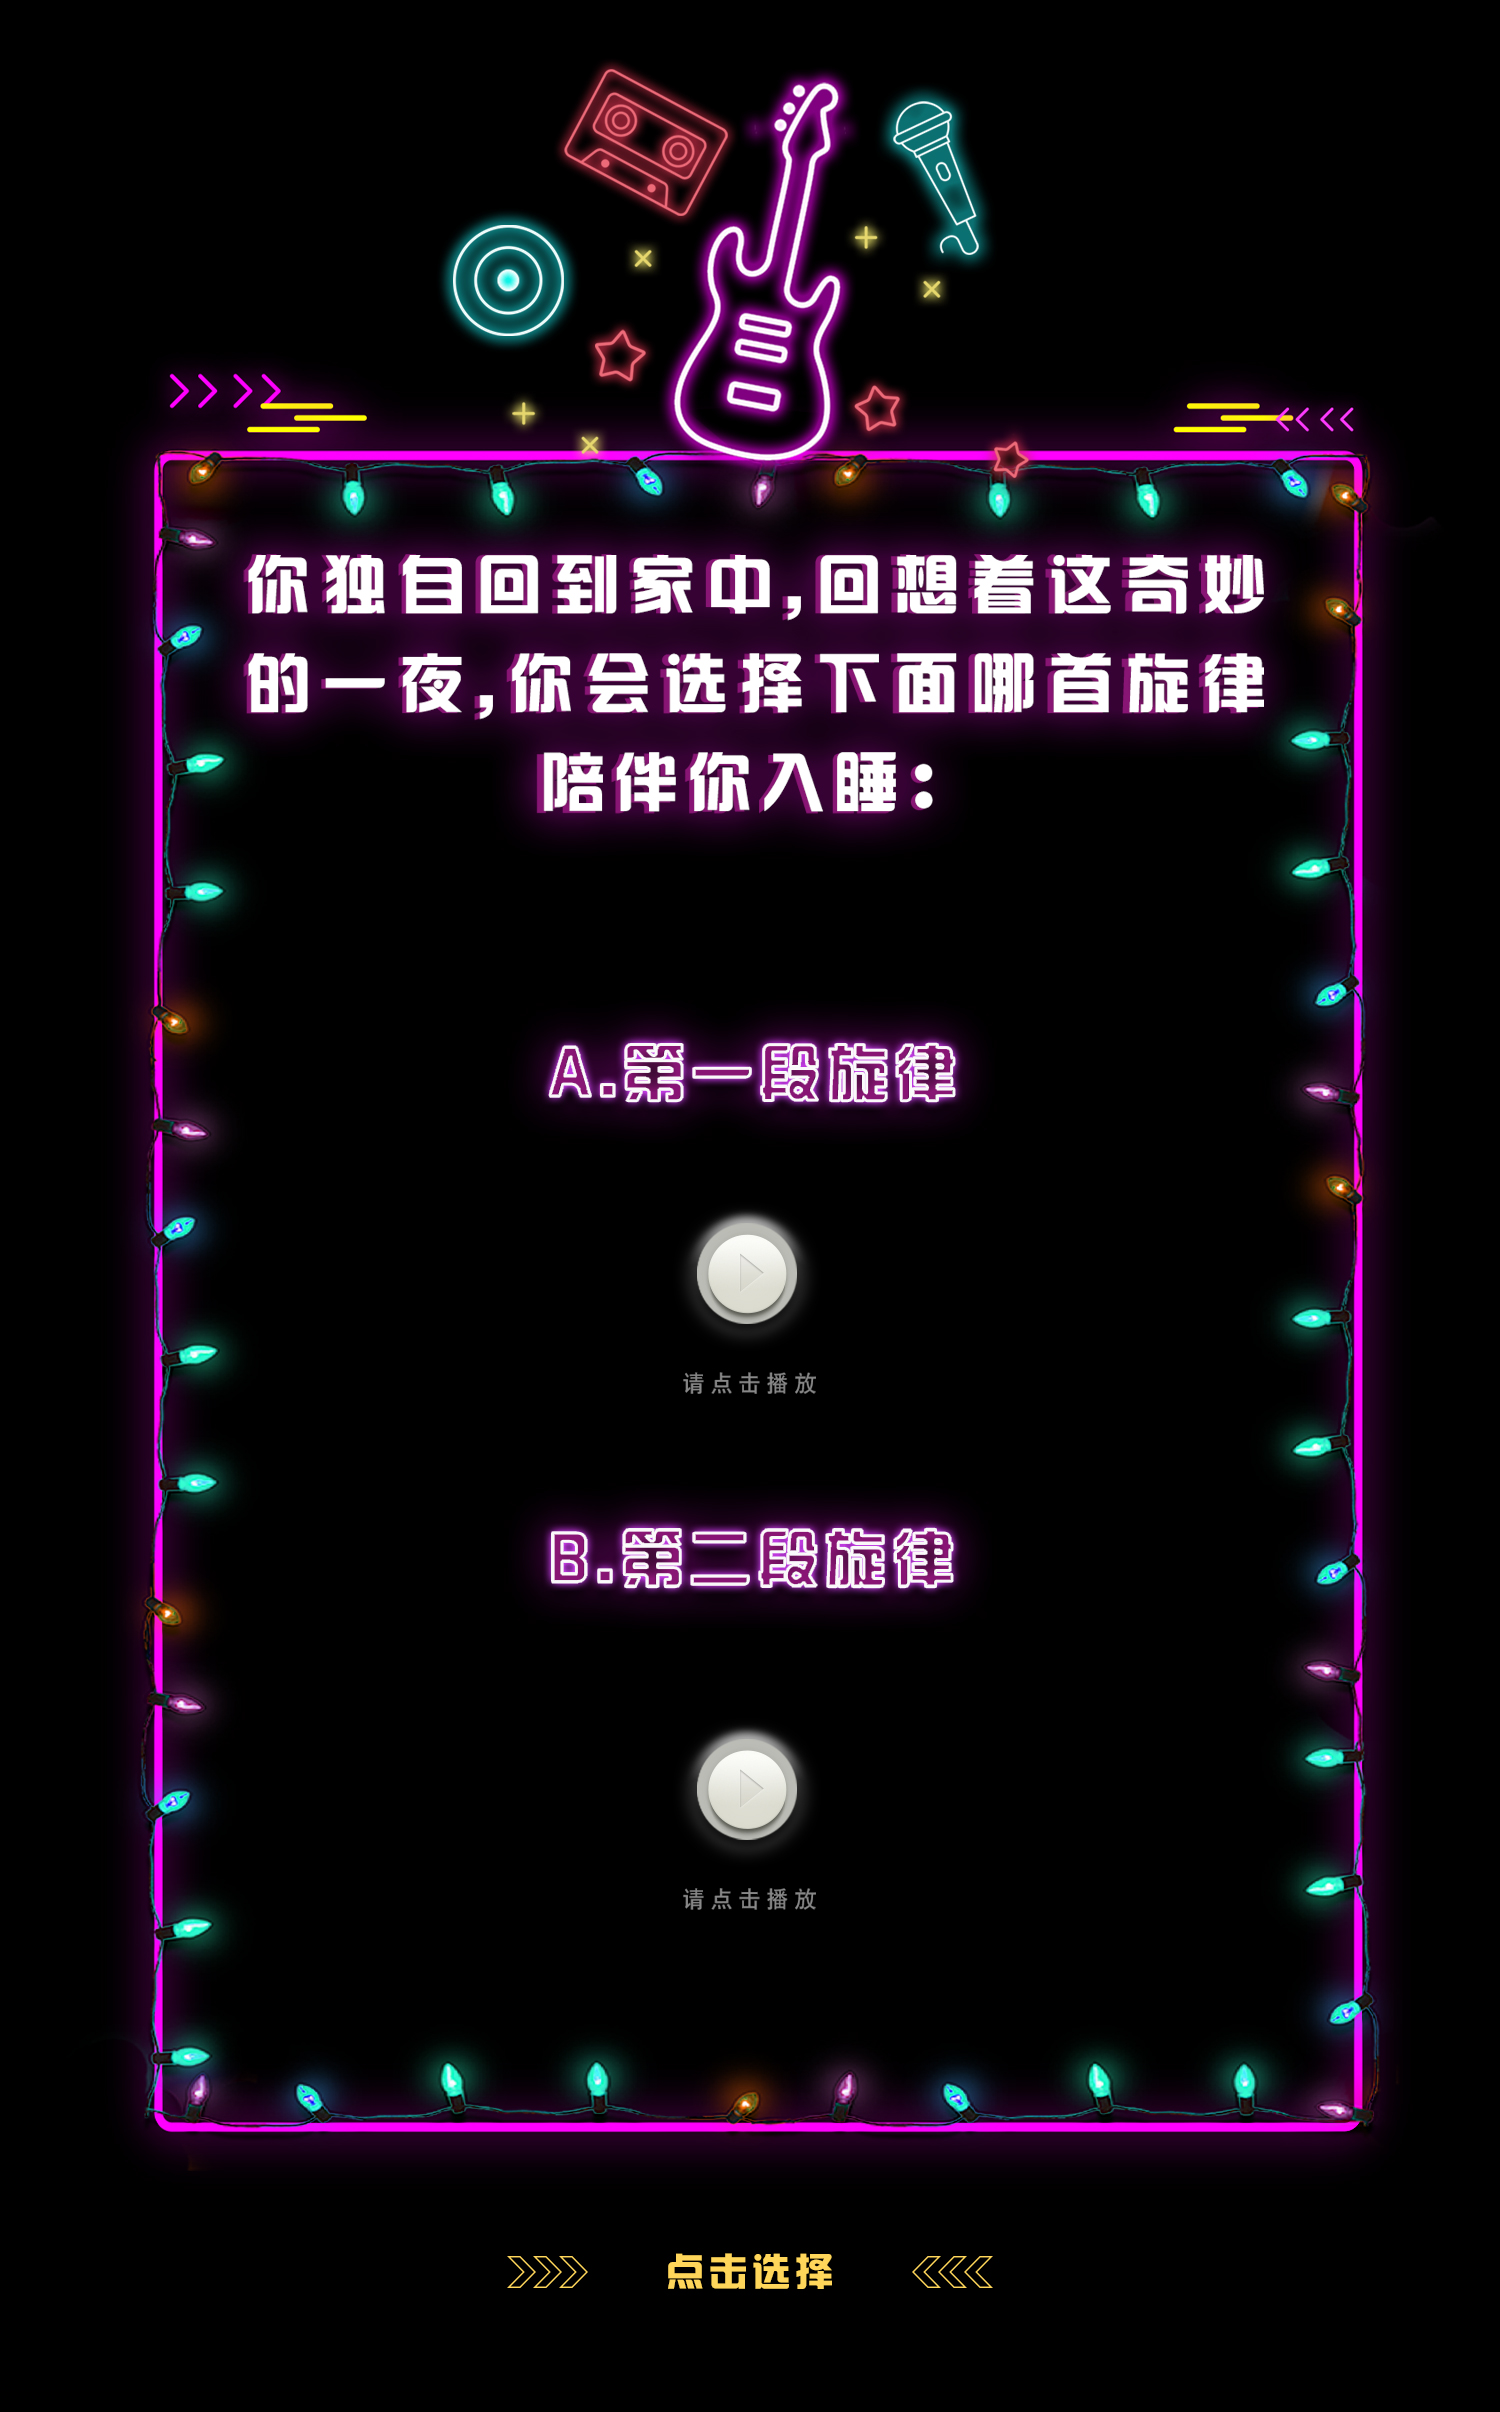 你独自回到家中,回想着这奇妙
的一夜,你会选择下面哪首旋律
陪伴你入睡:
A.第一段旋律
请点击播放
B.第二段旋律
请点击播放
点击选择